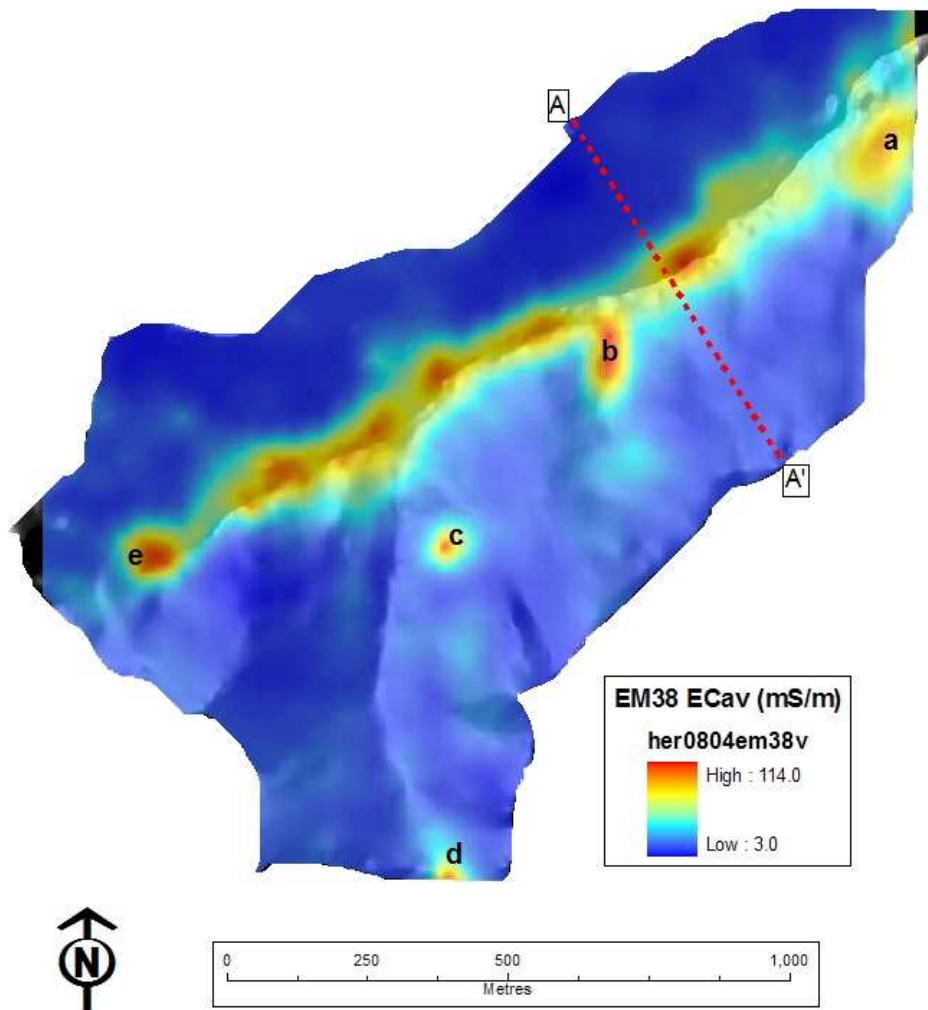 A
a
b
A'
c
e
EM38 ECav (mS/m)
her0804em38v
High : 114.0
Low : 3.0
d
N
0 250 500 1,000
Metres